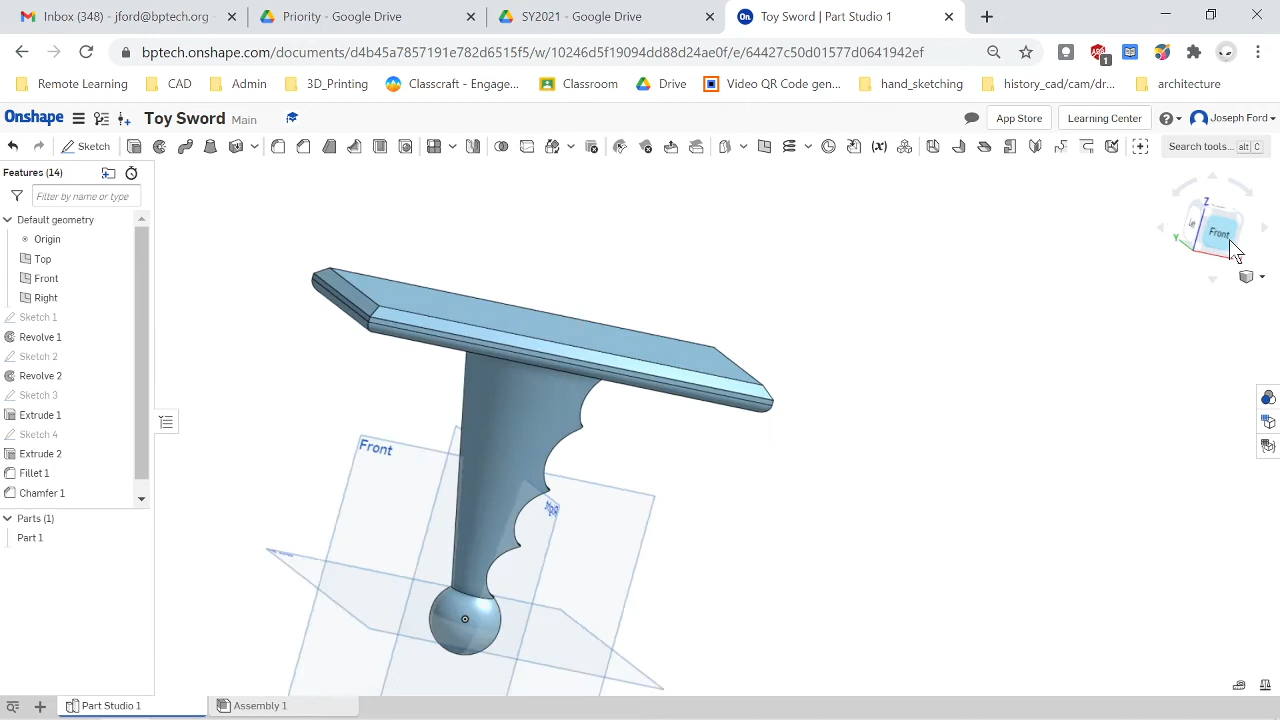 Inbox (348) - jford@bptech.org
Priority - Google Drive
SY2021 - Google Drive
Toy Sword | Part Studio 1
bptech.onshape.com/documents/d4b45a7857191e782d6515f5/w/10246d5f19094dd88d24ae0f/e/64427c50d01577d0641942ef
1
Remote Learning
CAD
Admin
3D_Printing
Classcraft - Engage...
Classroom
Drive
Video QR Code gen...
hand_sketching
history_cad/cam/dr...
architecture
Onshape
Toy Sword Main
App Store
Learning Center
Joseph Ford
Sketch
Search tools... alt C
Features (14)
Filter by name or type
Default geometry
Origin
Top
Front
Right
Sketch 1
Revolve 1
Sketch 2
Revolve 2
Sketch 3
Extrude 1
Sketch 4
Extrude 2
Fillet 1
Chamfer 1
Parts (1)
Part 1
Front
Right
Z
Y
Left
Front
Part Studio 1
Assembly 1